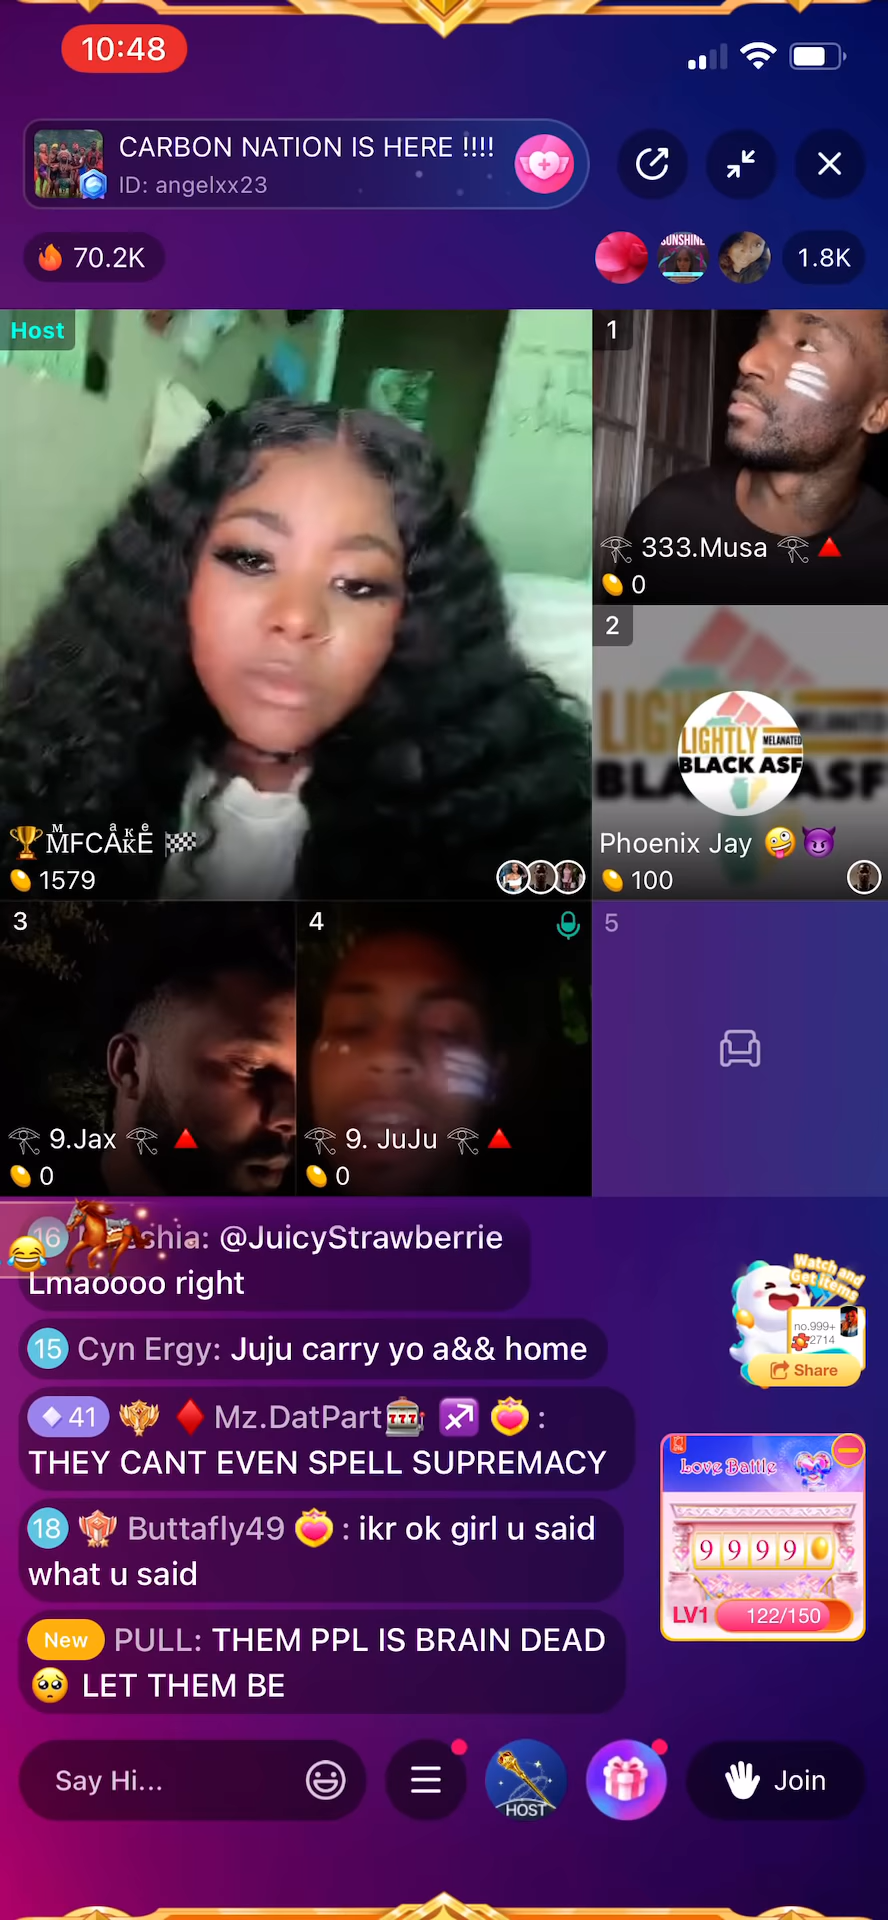 10:48
CARBON NATION IS HERE !!!!
ID: angelxx23
70.2K
1.8K
SUNSHINE
Host
1
333.Musa
0
2
LIGHTLY MELANATED
BLACK ASF
Phoenix Jay
100
MFCAKE
1579
3
4
5
9.Jax
0
9. JuJu
0
16 shia: @JuicyStrawberrie
Lmaoooo right
15 Cyn Ergy: Juju carry yo a&& home
41 Mz.DatPart :
THEY CANT EVEN SPELL SUPREMACY
18 Buttafly49 : ikr ok girl u said
what u said
New PULL: THEM PPL IS BRAIN DEAD
LET THEM BE
Watch and
Get items
no.999+
2714
Share
Love Battle
9 9 9 9
LV1 122/150
Say Hi...
HOST
Join